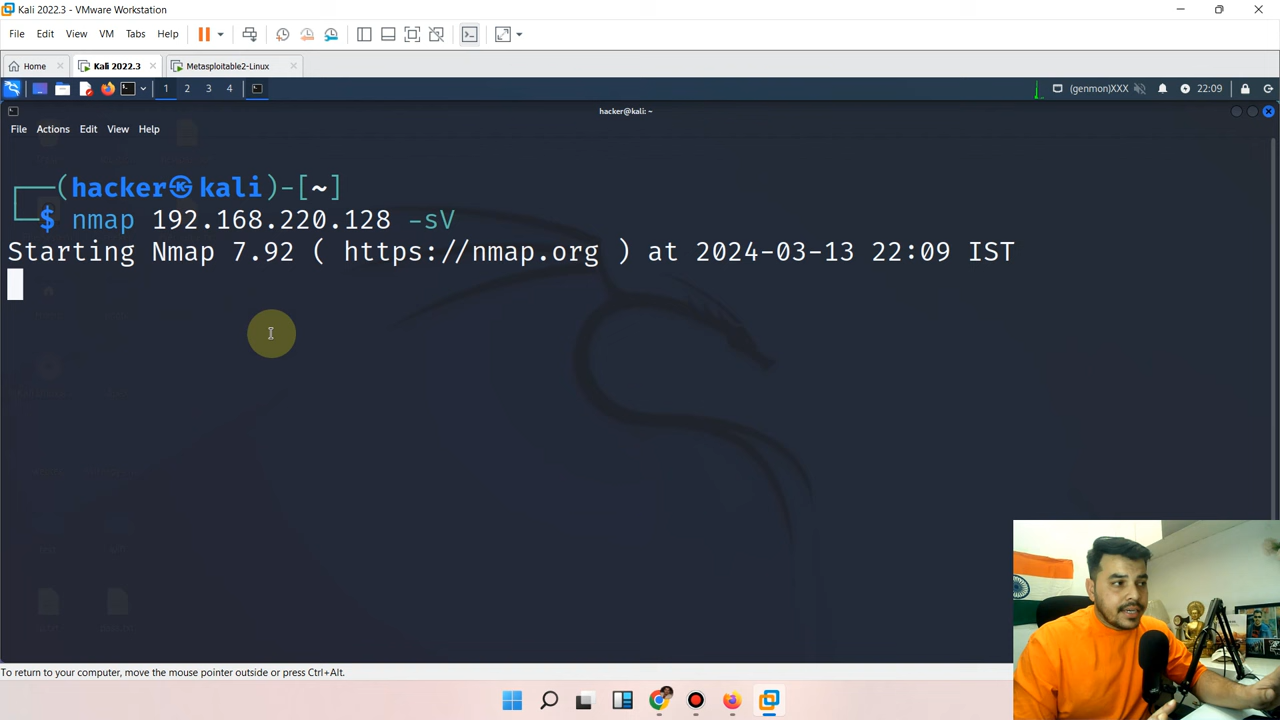 Kali 2022.3 - VMware Workstation
File Edit View VM Tabs Help
Home Kali 2022.3 Metasploitable2-Linux
1 2 3 4 (genmon)XXX 22:09
hacker@kali: ~
File Actions Edit View Help
(hacker㉿kali)-[~]
$ nmap 192.168.220.128 -sV
Starting Nmap 7.92 ( https://nmap.org ) at 2024-03-13 22:09 IST
To return to your computer, move the mouse pointer outside or press Ctrl+Alt.